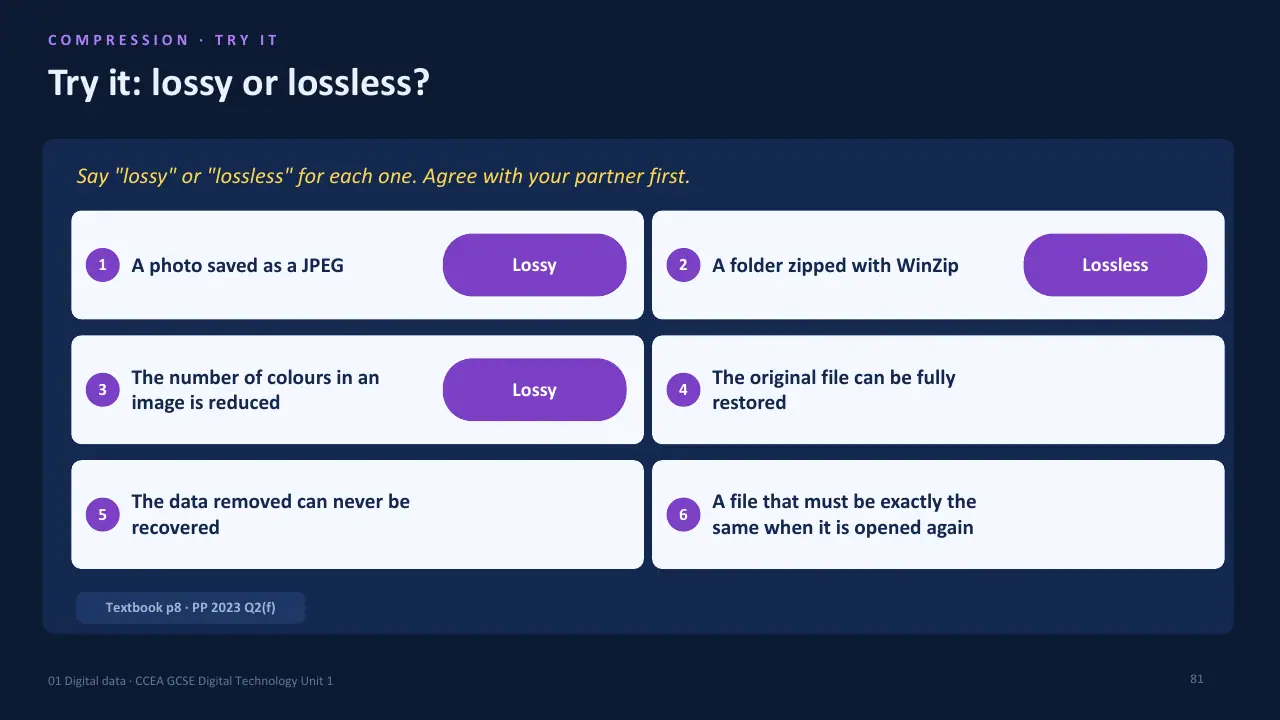 COMPRESSION · TRY IT
Try it: lossy or lossless?
Say "lossy" or "lossless" for each one. Agree with your partner first.
1 A photo saved as a JPEG Lossy
2 A folder zipped with WinZip Lossless
3 The number of colours in an
image is reduced Lossy
4 The original file can be fully
restored
5 The data removed can never be
recovered
6 A file that must be exactly the
same when it is opened again
Textbook p8 · PP 2023 Q2(f)
01 Digital data · CCEA GCSE Digital Technology Unit 1
81